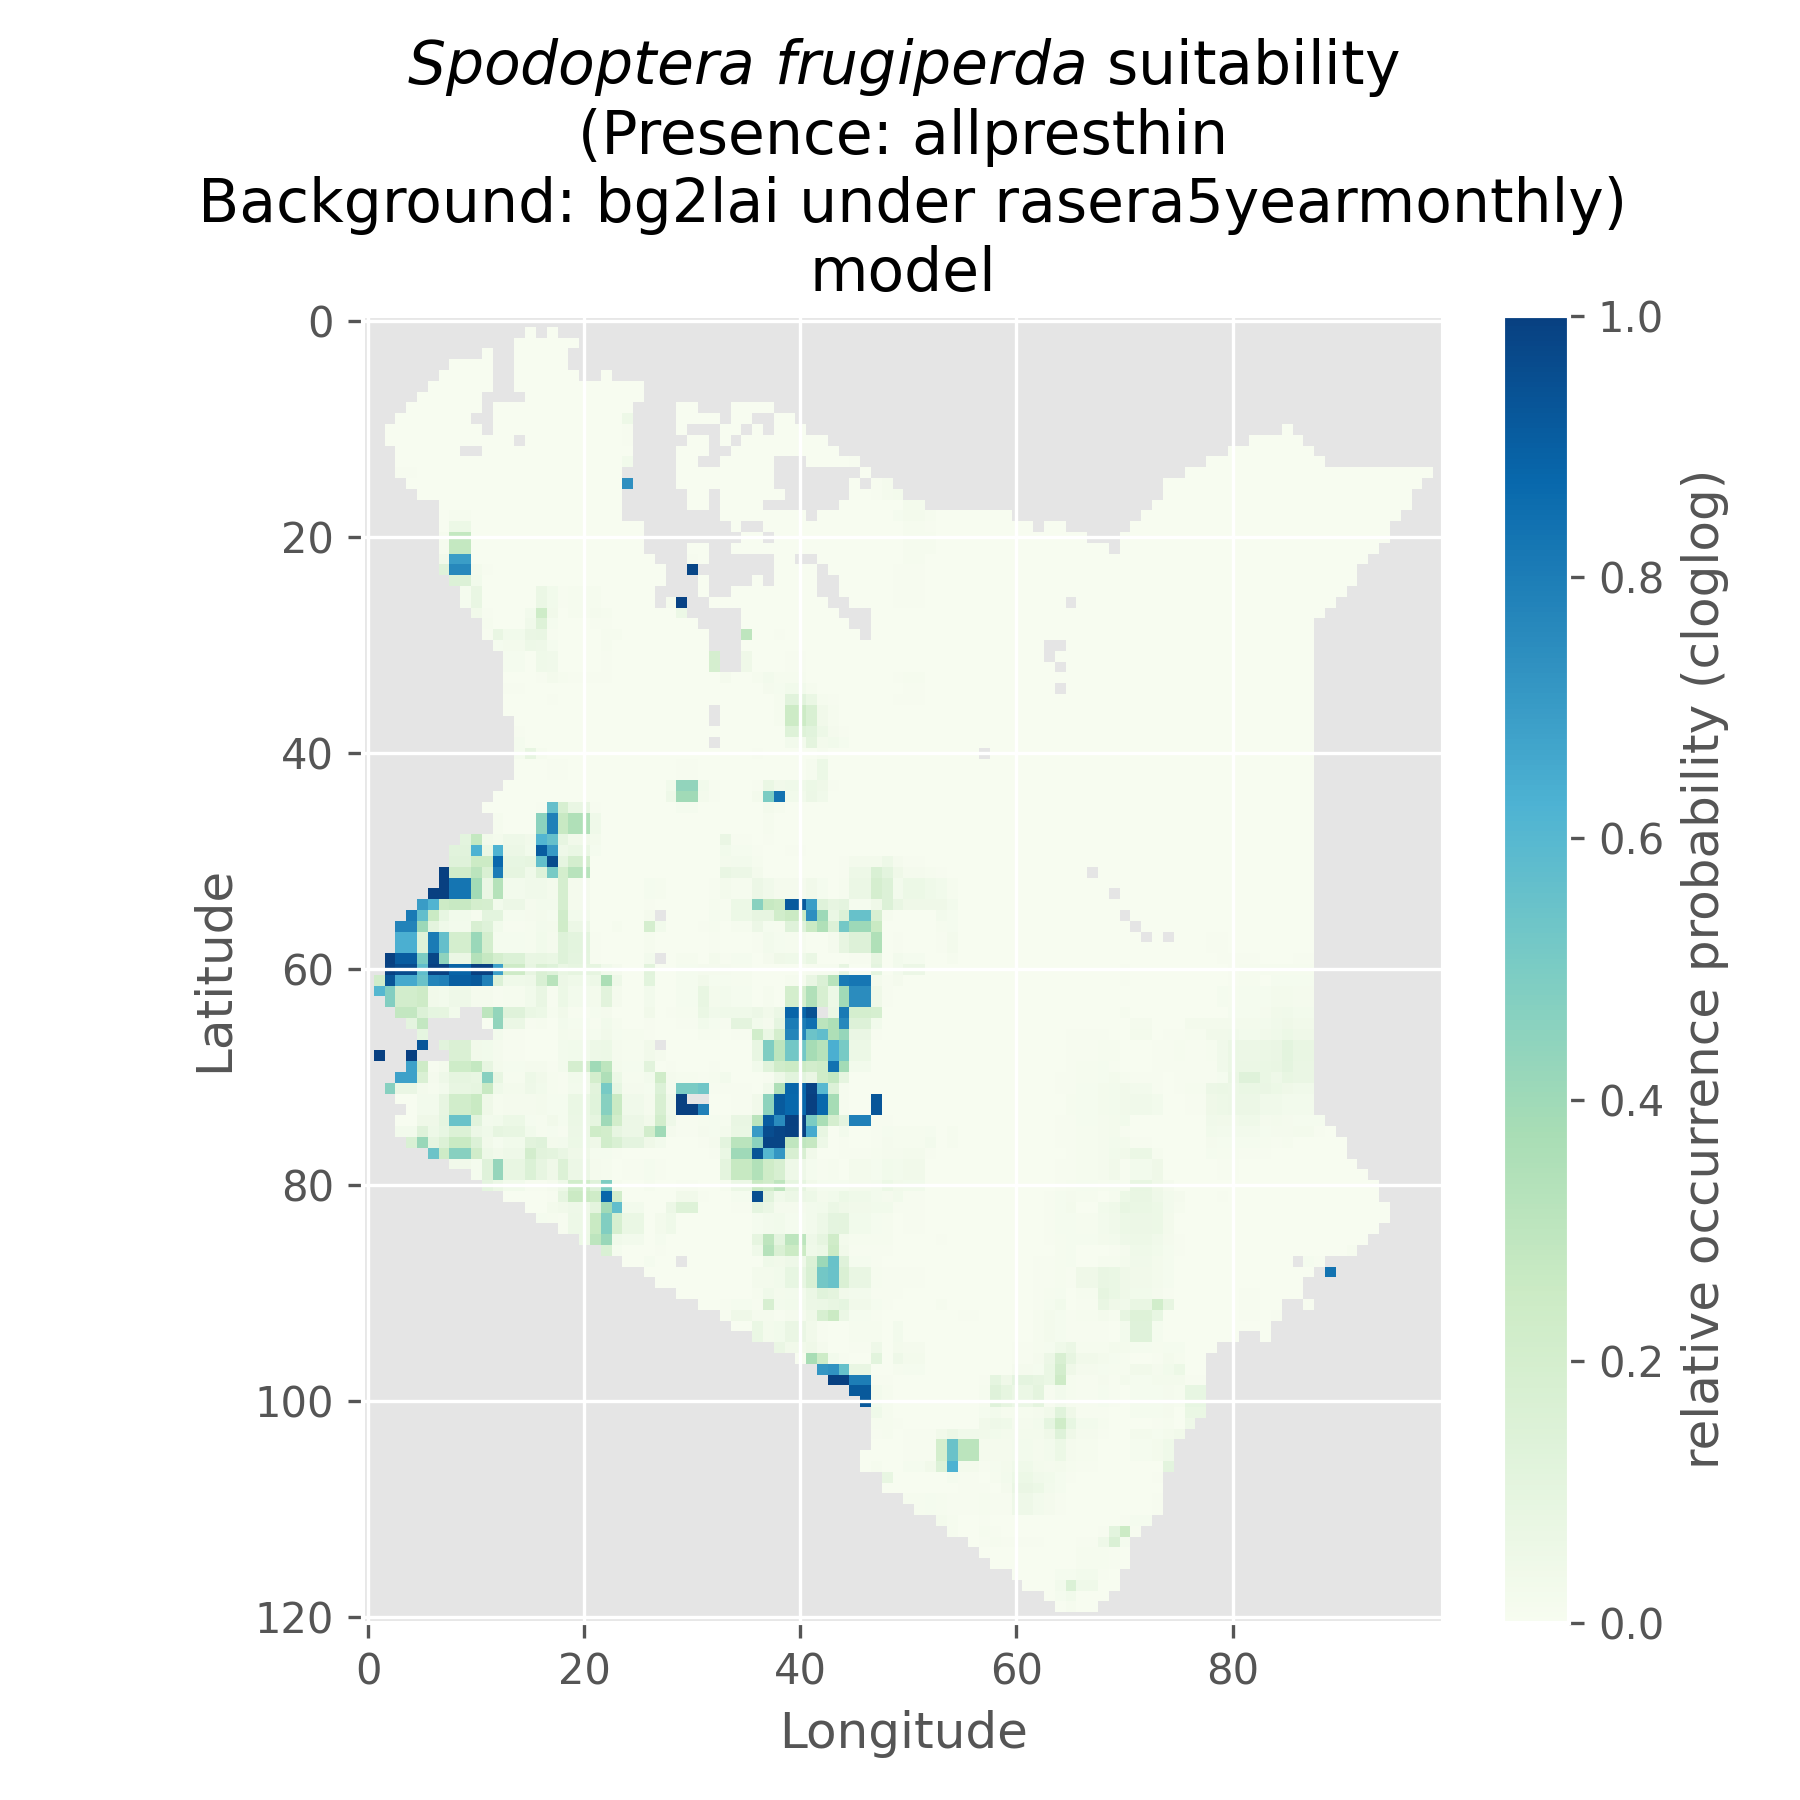 Spodoptera frugiperda suitability
(Presence: allpresthin
Background: bg2lai under rasera5yearmonthly)
model
0
20
40
60
80
100
120
Latitude
0
20
40
60
80
Longitude
1.0
0.8
0.6
0.4
0.2
0.0
relative occurrence probability (cloglog)